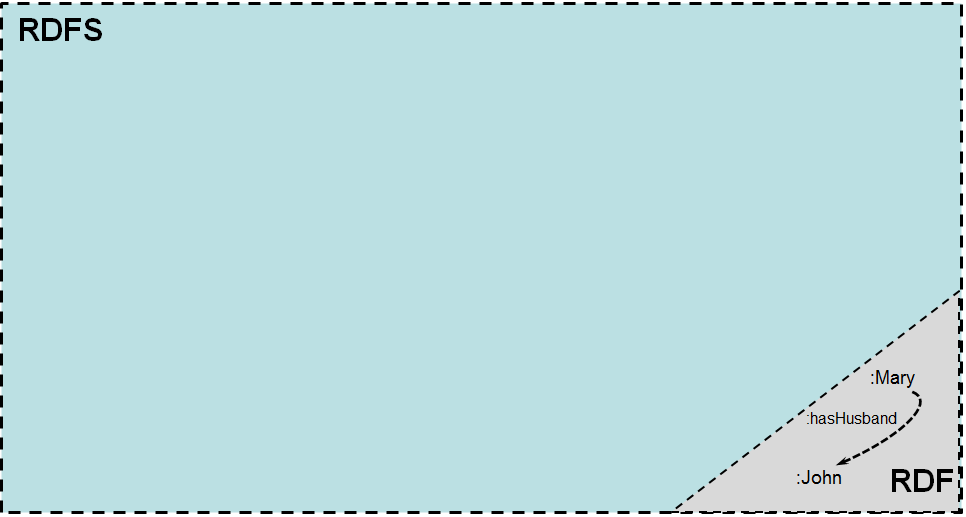 RDFS
:Mary
:hasHusband
:John
RDF